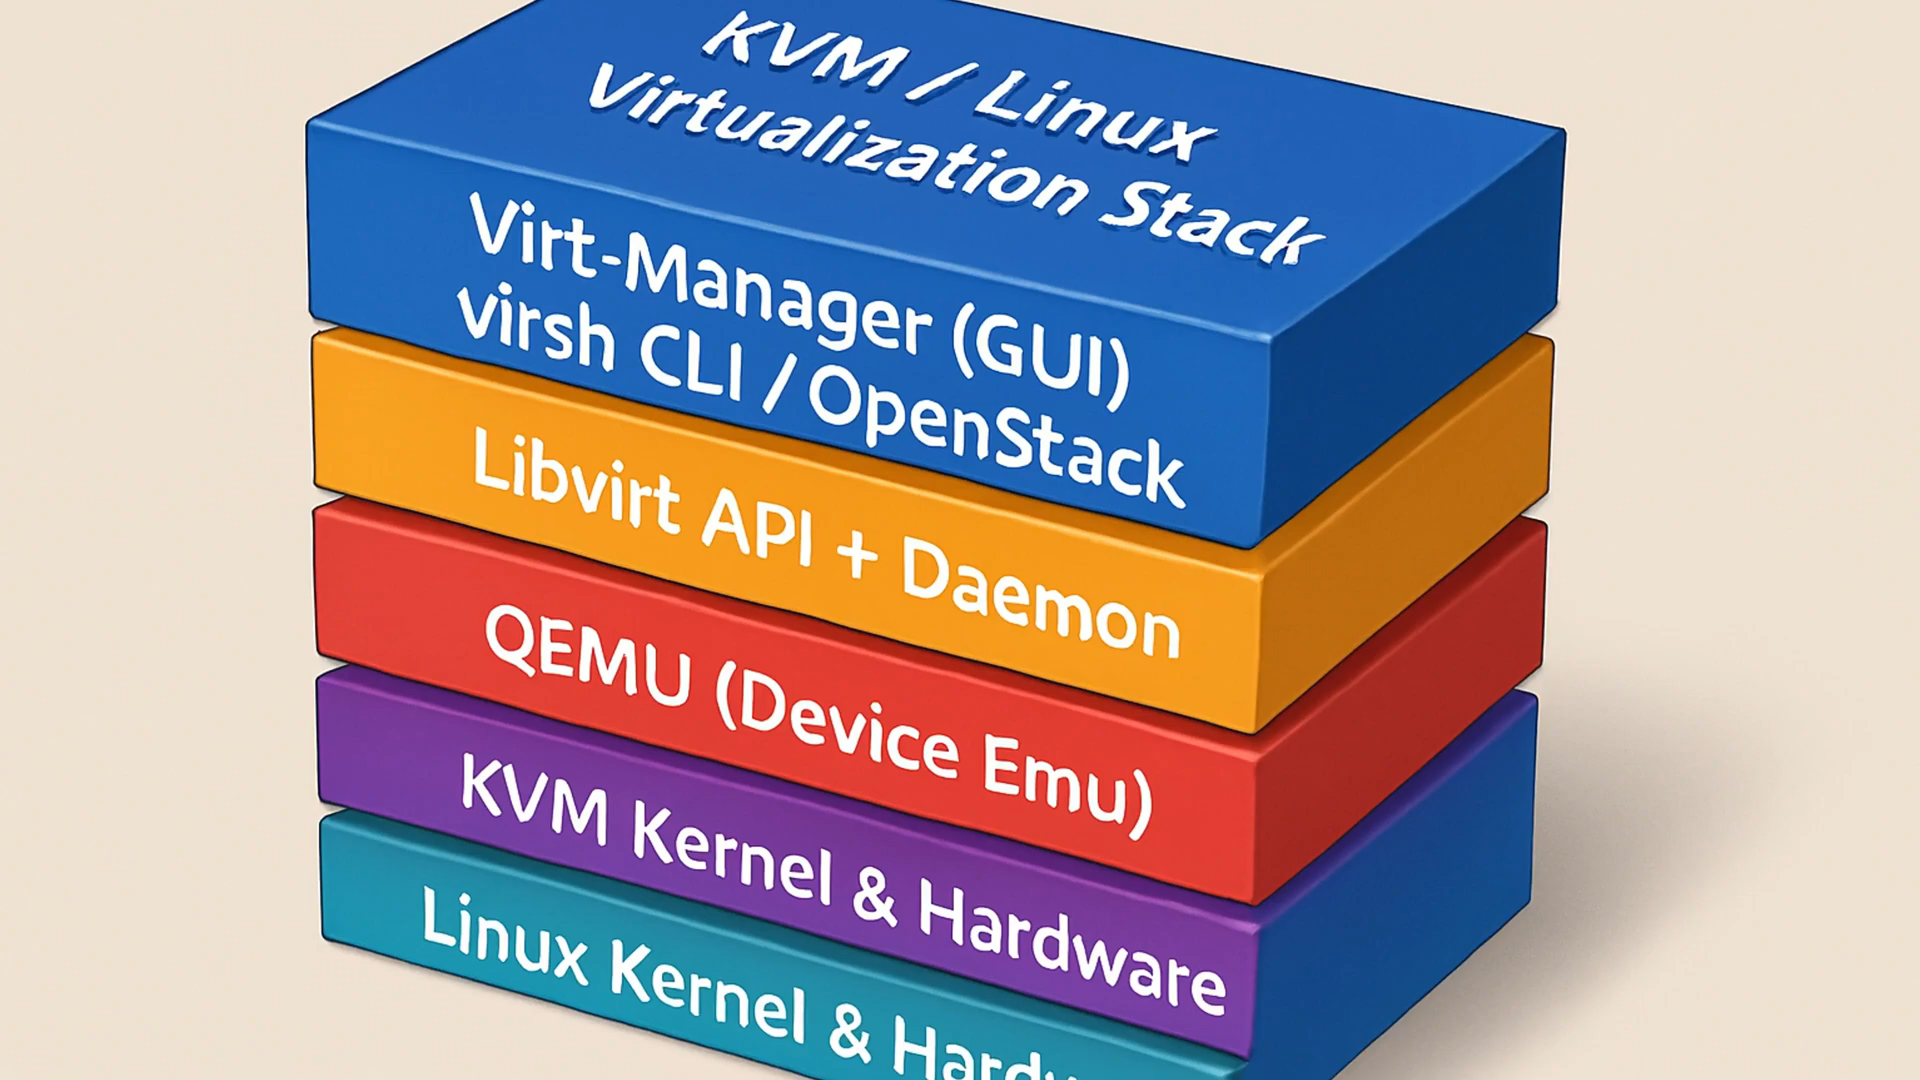 KVM / Linux
Virtualization Stack
Virt-Manager (GUI)
virsh CLI / OpenStack
Libvirt API + Daemon
QEMU (Device Emu)
KVM Kernel & Hardware
Linux Kernel &